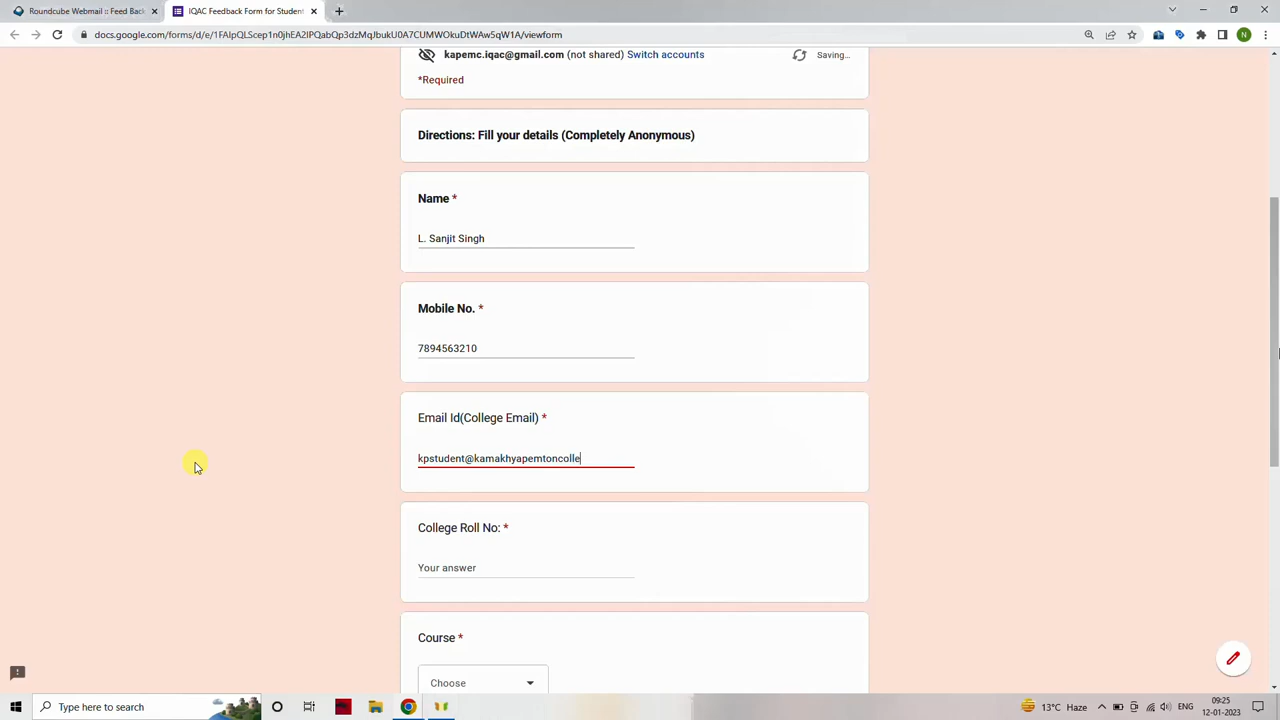 Roundcube Webmail :: Feed Back
IQAC Feedback Form for Student
docs.google.com/forms/d/e/1FAIpQLScep1n0jhEA2IPQabQp3dzMqJbukU0A7CUMWOkuDtWAw5qW1A/viewform
N
kapemc.iqac@gmail.com (not shared) Switch accounts
Saving...
*Required
Directions: Fill your details (Completely Anonymous)
Name *
L. Sanjit Singh
Mobile No. *
7894563210
Email Id(College Email) *
kpstudent@kamakhyapemtoncolle
College Roll No: *
Your answer
Course *
Choose
Type here to search
13°C Haze
ENG
09:25
12-01-2023